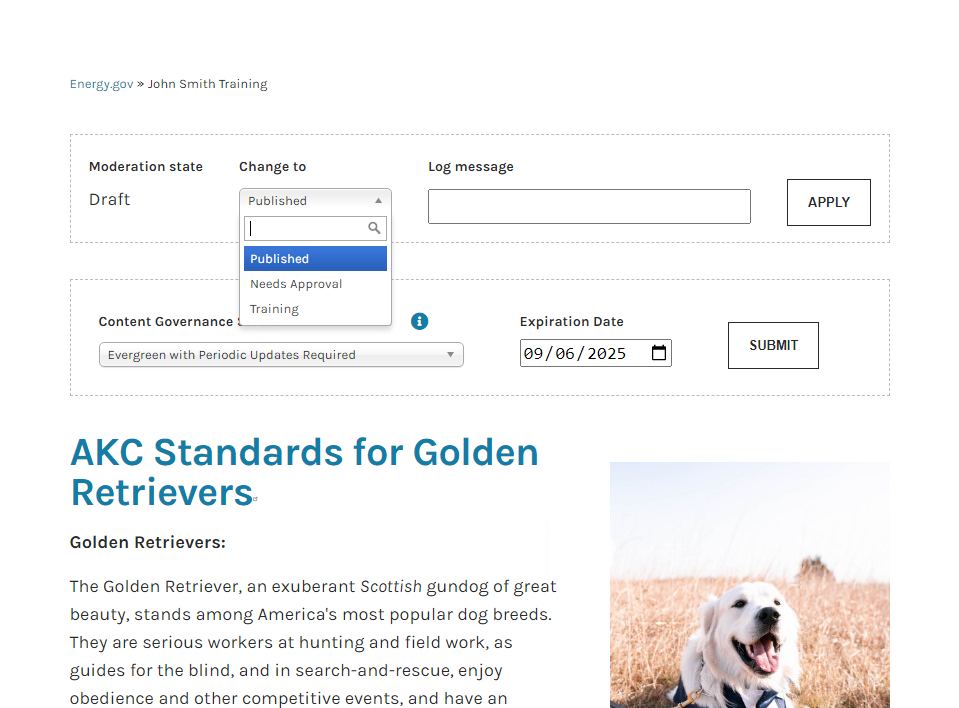 Energy.gov » John Smith Training
Moderation state
Change to
Log message
Draft
Published
APPLY
Published
Needs Approval
Training
Content Governance
Expiration Date
Evergreen with Periodic Updates Required
09/06/2025
SUBMIT
AKC Standards for Golden
Retrievers
Golden Retrievers:
The Golden Retriever, an exuberant Scottish gundog of great
beauty, stands among America's most popular dog breeds.
They are serious workers at hunting and field work, as
guides for the blind, and in search-and-rescue, enjoy
obedience and other competitive events, and have an